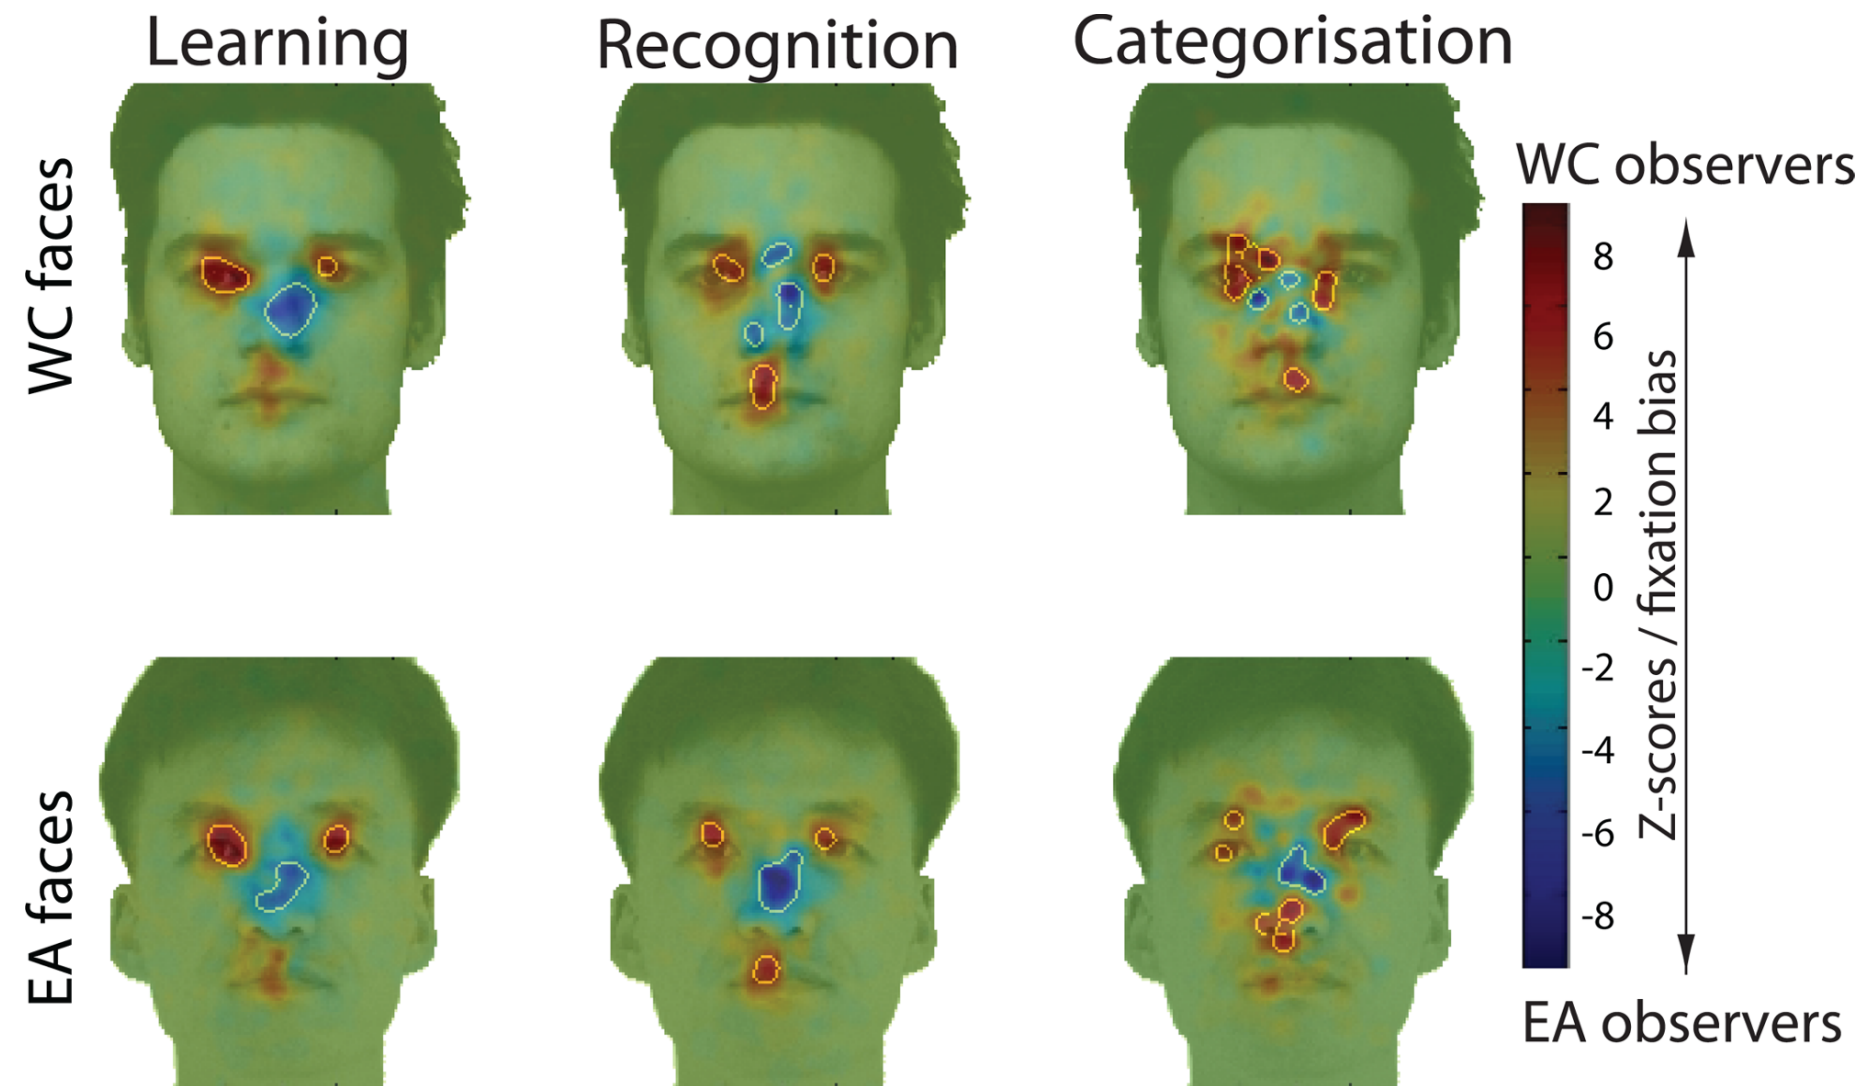 Learning Recognition Categorisation
WC faces
EA faces
WC observers
8
6
4
2
0
-2
-4
-6
-8
Z-scores / fixation bias
EA observers